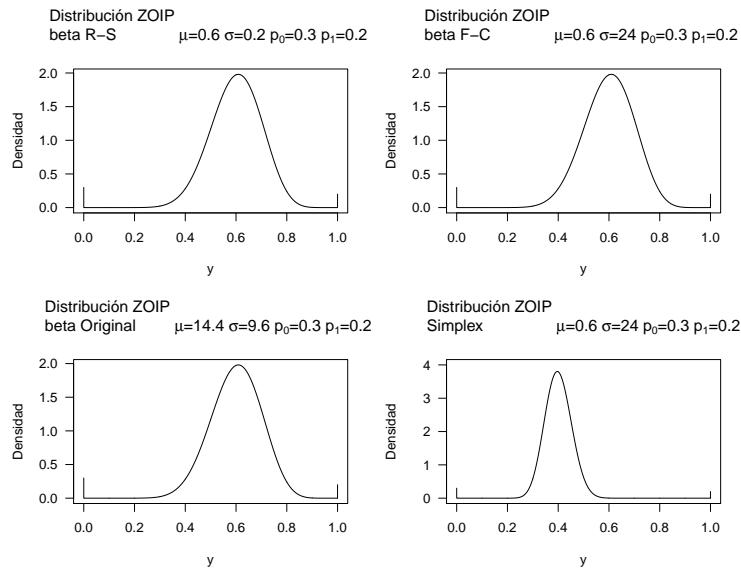 Distribución ZOIP
beta R−S μ=0.6 σ=0.2 p₀=0.3 p₁=0.2
Densidad
2.0
1.5
1.0
0.5
0.0
0.0 0.2 0.4 0.6 0.8 1.0
y
Distribución ZOIP
beta F−C μ=0.6 σ=24 p₀=0.3 p₁=0.2
Densidad
2.0
1.5
1.0
0.5
0.0
0.0 0.2 0.4 0.6 0.8 1.0
y
Distribución ZOIP
beta Original μ=14.4 σ=9.6 p₀=0.3 p₁=0.2
Densidad
2.0
1.5
1.0
0.5
0.0
0.0 0.2 0.4 0.6 0.8 1.0
y
Distribución ZOIP
Simplex μ=0.6 σ=24 p₀=0.3 p₁=0.2
Densidad
4
3
2
1
0
0.0 0.2 0.4 0.6 0.8 1.0
y